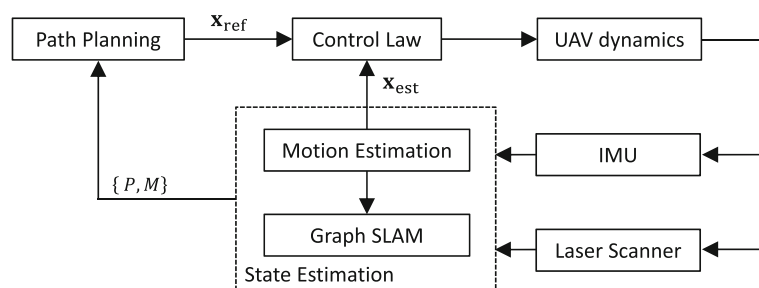 Path Planning
x_ref
Control Law
UAV dynamics
x_est
Motion Estimation
IMU
{P, M}
Graph SLAM
Laser Scanner
State Estimation